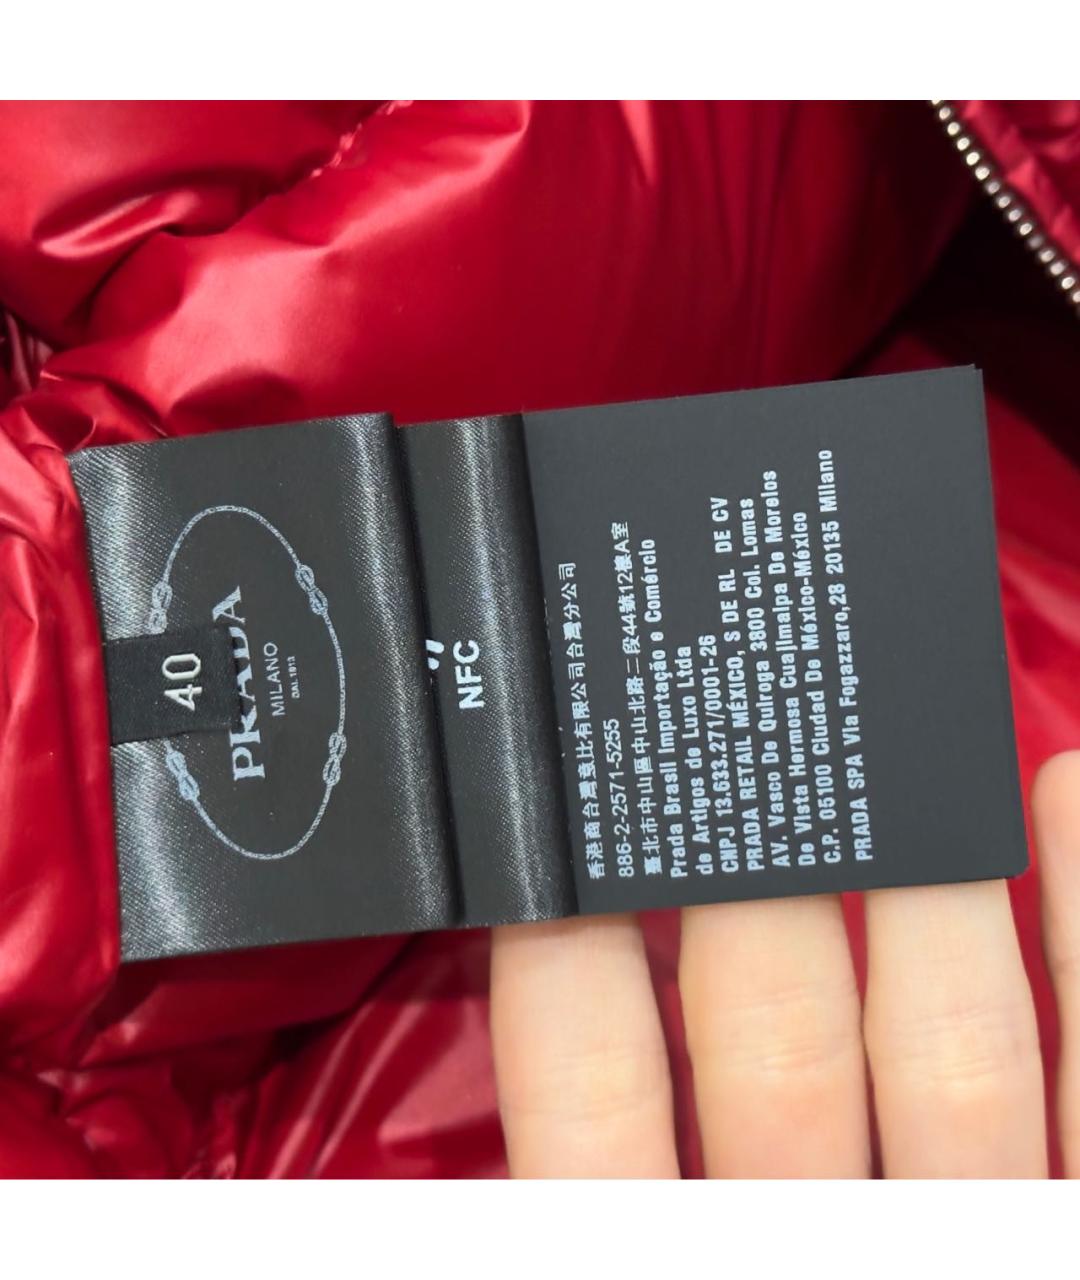 40
PRADA
MILANO
DAL 1913
NFC
香港商台灣意比有限公司台灣分公司
886-2-2571-5255
臺北市中山區中山北路二段44號12樓A室
Prada Brasil Importação e Comércio
de Artigos de Luxo Ltda
CNPJ 13.633.271/0001-26
PRADA RETAIL MÉXICO, S DE RL DE CV
AV. Vasco De Quiroga 3800 Col. Lomas
De Vista Hermosa Cuajimalpa De Morelos
C.P. 05100 Ciudad De México-México
PRADA SPA Via Fogazzaro,28 20135 Milano